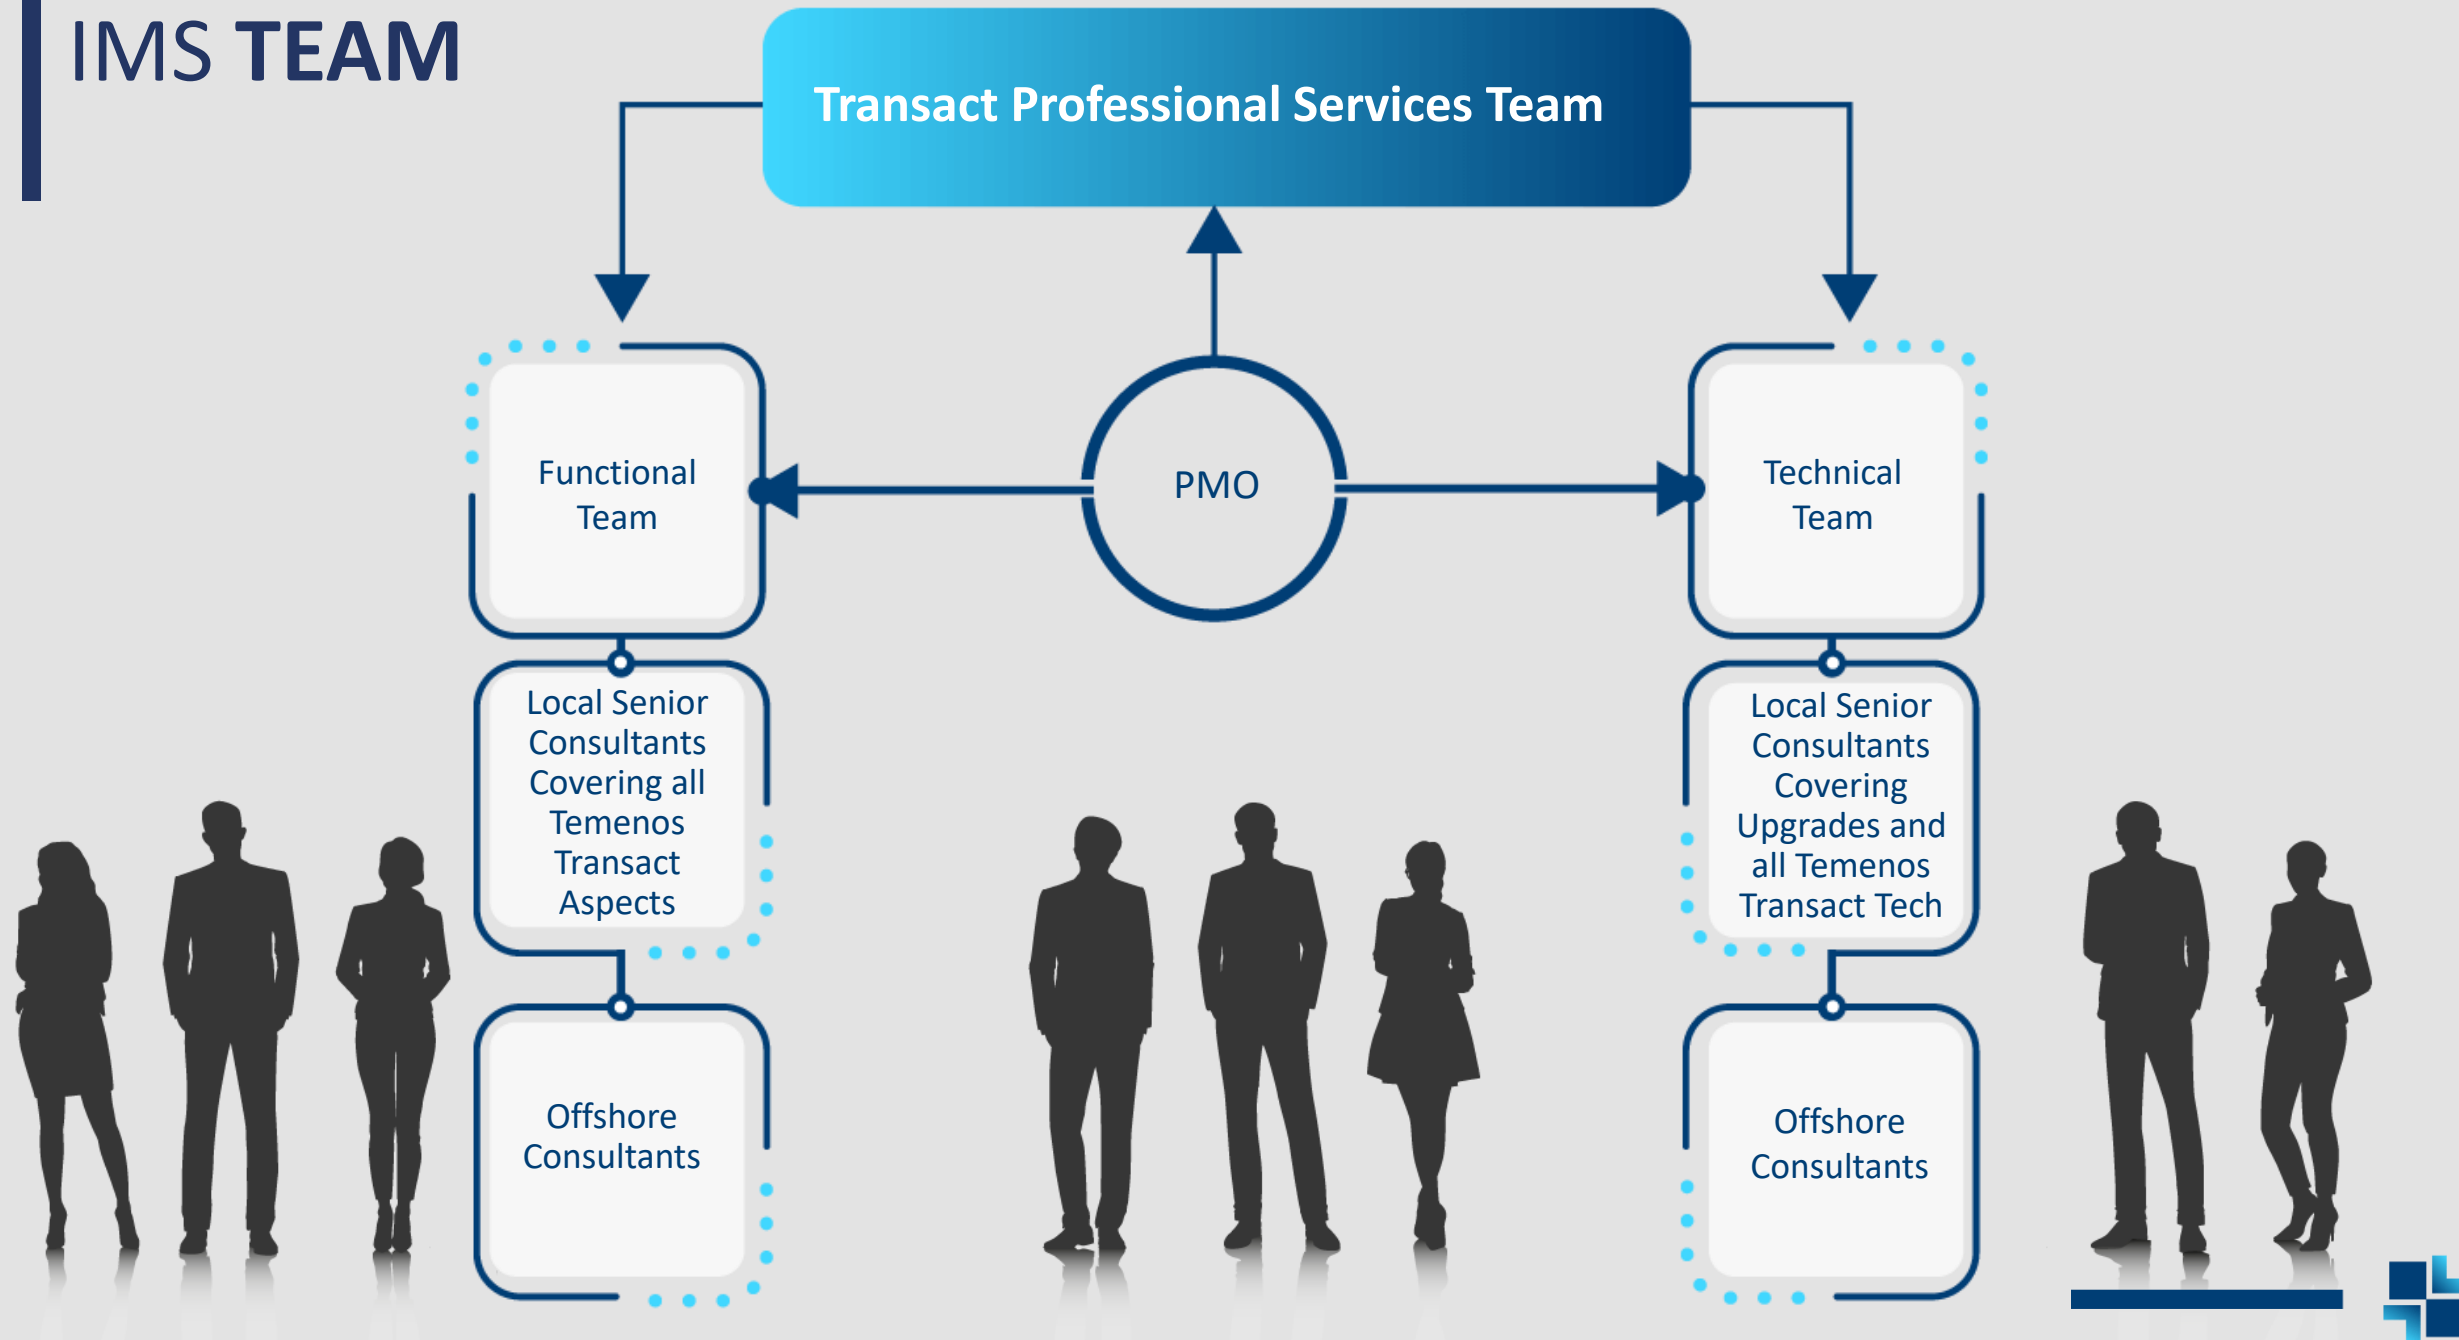 IMS TEAM
Transact Professional Services Team
Functional
Team
PMO
Technical
Team
Local Senior
Consultants
Covering all
Temenos
Transact
Aspects
Local Senior
Consultants
Covering
Upgrades and
all Temenos
Transact Tech
Offshore
Consultants
Offshore
Consultants